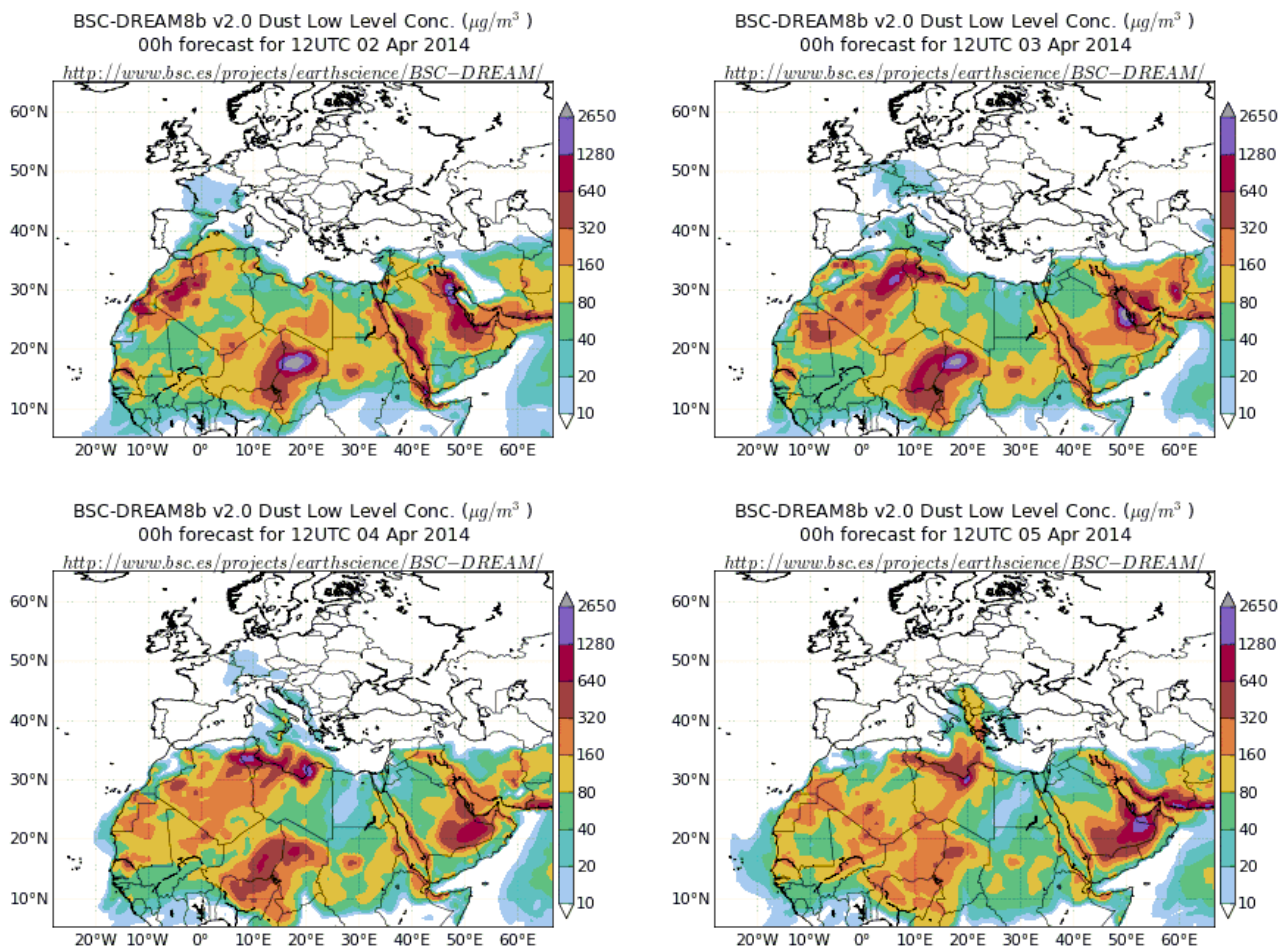 BSC-DREAM8b v2.0 Dust Low Level Conc. (μg/m³ )
00h forecast for 12UTC 02 Apr 2014
http://www.bsc.es/projects/earthscience/BSC−DREAM/
60°N
50°N
40°N
30°N
20°N
10°N
20°W 10°W 0° 10°E 20°E 30°E 40°E 50°E 60°E
2650
1280
640
320
160
80
40
20
10
BSC-DREAM8b v2.0 Dust Low Level Conc. (μg/m³ )
00h forecast for 12UTC 03 Apr 2014
http://www.bsc.es/projects/earthscience/BSC−DREAM/
60°N
50°N
40°N
30°N
20°N
10°N
20°W 10°W 0° 10°E 20°E 30°E 40°E 50°E 60°E
2650
1280
640
320
160
80
40
20
10
BSC-DREAM8b v2.0 Dust Low Level Conc. (μg/m³ )
00h forecast for 12UTC 04 Apr 2014
http://www.bsc.es/projects/earthscience/BSC−DREAM/
60°N
50°N
40°N
30°N
20°N
10°N
20°W 10°W 0° 10°E 20°E 30°E 40°E 50°E 60°E
2650
1280
640
320
160
80
40
20
10
BSC-DREAM8b v2.0 Dust Low Level Conc. (μg/m³ )
00h forecast for 12UTC 05 Apr 2014
http://www.bsc.es/projects/earthscience/BSC−DREAM/
60°N
50°N
40°N
30°N
20°N
10°N
20°W 10°W 0° 10°E 20°E 30°E 40°E 50°E 60°E
2650
1280
640
320
160
80
40
20
10